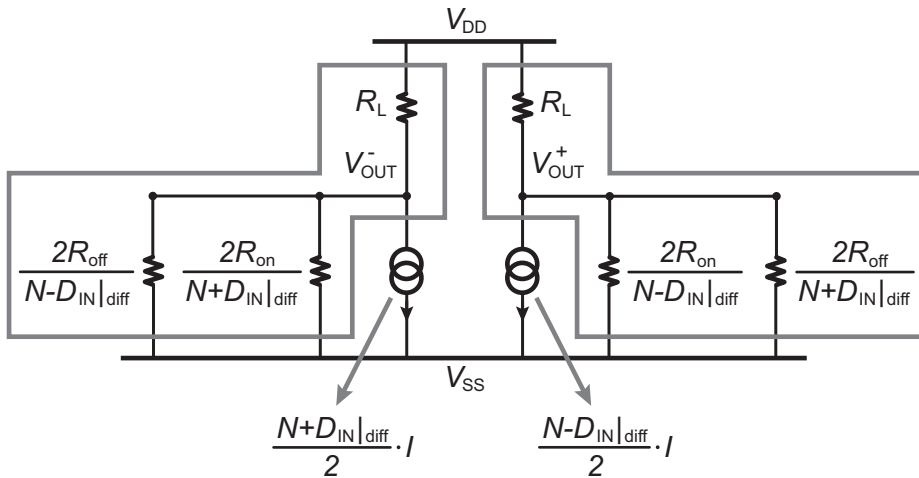 V_DD
R_L R_L
V_OUT^- V_OUT^+
2R_off/(N-D_IN|diff) 2R_on/(N+D_IN|diff) 2R_on/(N-D_IN|diff) 2R_off/(N+D_IN|diff)
V_SS
(N+D_IN|diff)/2 · I (N-D_IN|diff)/2 · I